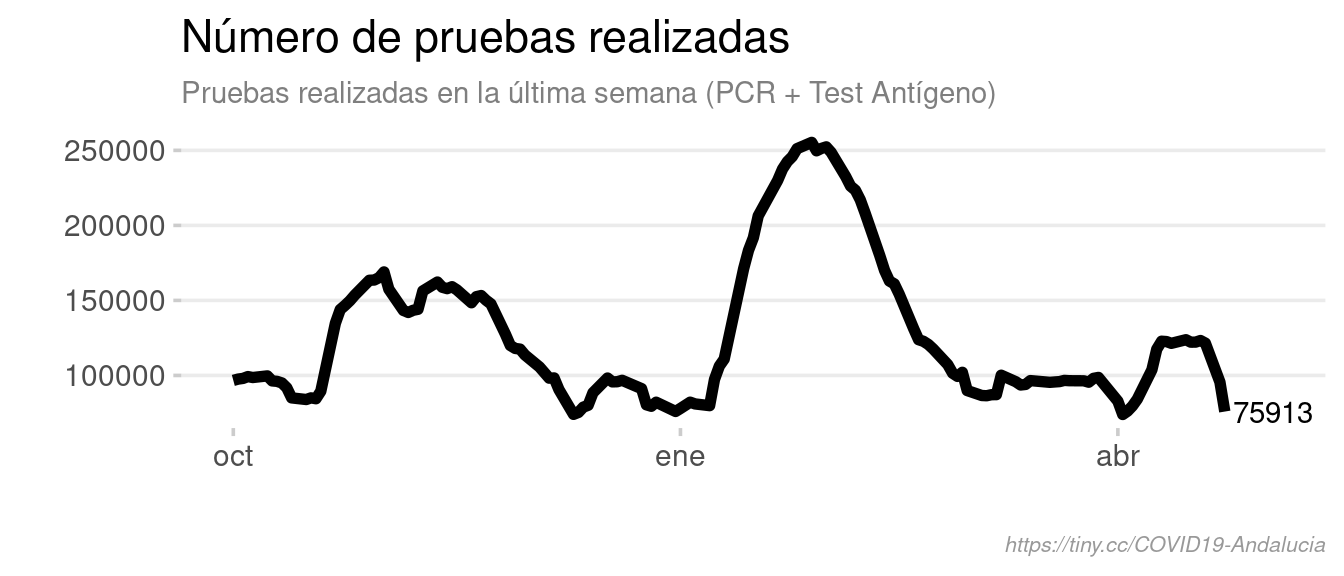 Número de pruebas realizadas
Pruebas realizadas en la última semana (PCR + Test Antígeno)
250000
200000
150000
100000
75913
oct ene abr
https://tiny.cc/COVID19-Andalucia